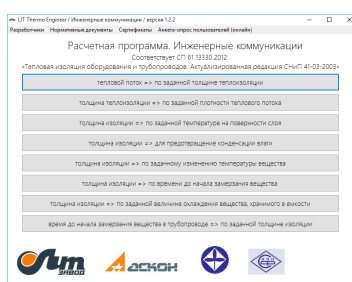 LIT Thermo Engineer / Инженерные коммуникации / версия 1.2.2
Разработчики Нормативные документы Сертификаты Анкета-опрос пользователей (онлайн)
Расчетная программа. Инженерные коммуникации
Соответствует СП 61.13330.2012
«Тепловая изоляция оборудования и трубопроводов. Актуализированная редакция СНиП 41-03-2003»
тепловой поток => по заданной толщине теплоизоляции
толщина теплоизоляции => по заданной плотности теплового потока
толщина изоляции => по заданной температуре на поверхности слоя
толщина изоляции => для предотвращение конденсации влаги
толщина изоляции => по заданному изменению температуры вещества
толщина изоляции => по времени до начала замерзания вещества
толщина изоляции => по заданной величине охлаждения вещества, хранимого в емкости
время до начала замерзания вещества в трубопроводе => по заданной толщине изоляции
Лит
ЗАВОД
АСКОН